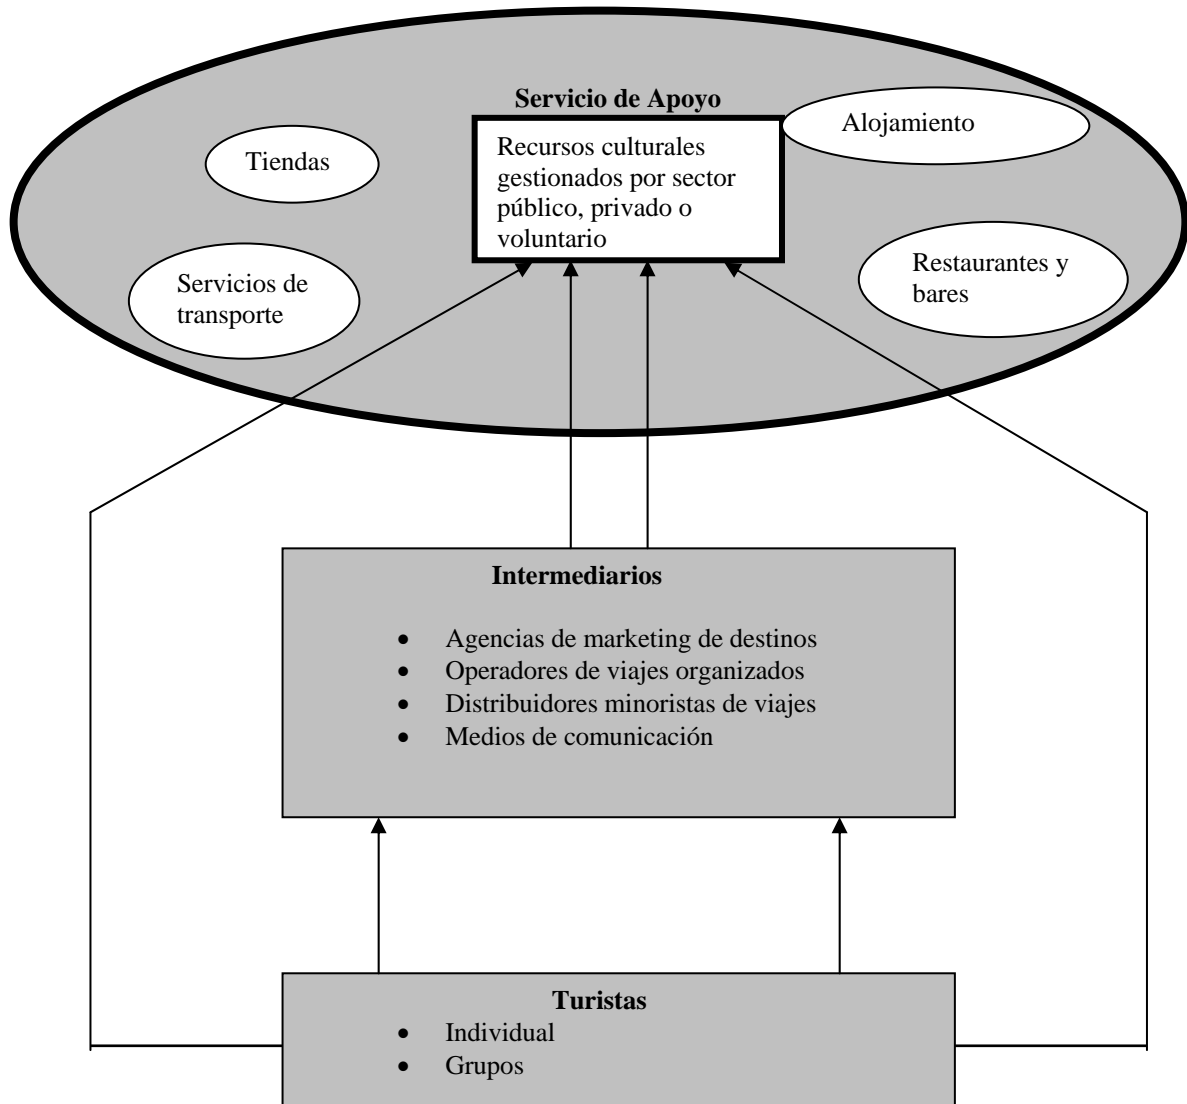 Servicio de Apoyo
Tiendas
Recursos culturales
gestionados por sector
público, privado o
voluntario
Alojamiento
Servicios de
transporte
Restaurantes y
bares
Intermediarios
• Agencias de marketing de destinos
• Operadores de viajes organizados
• Distribuidores minoristas de viajes
• Medios de comunicación
Turistas
• Individual
• Grupos